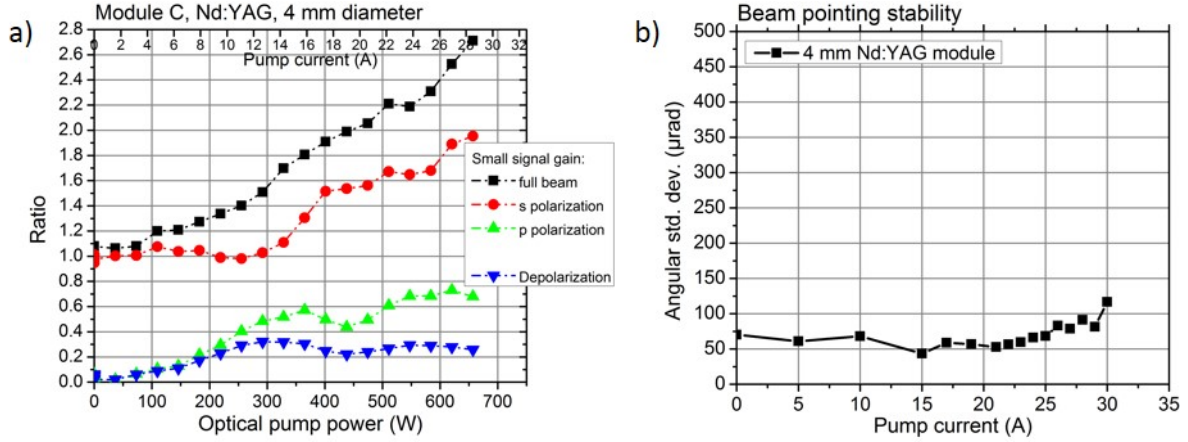 a)
Module C, Nd:YAG, 4 mm diameter
0 2 4 6 8 10 12 14 16 18 20 22 24 26 28 30 32
Pump current (A)
2.8
2.6
2.4
2.2
2.0
1.8
1.6
1.4
1.2
1.0
0.8
0.6
0.4
0.2
0.0
Ratio
Small signal gain:
full beam
s polarization
p polarization
Depolarization
0 100 200 300 400 500 600 700
Optical pump power (W)
b)
Beam pointing stability
4 mm Nd:YAG module
500
450
400
350
300
250
200
150
100
50
0
Angular std. dev. (µrad)
0 5 10 15 20 25 30 35
Pump current (A)